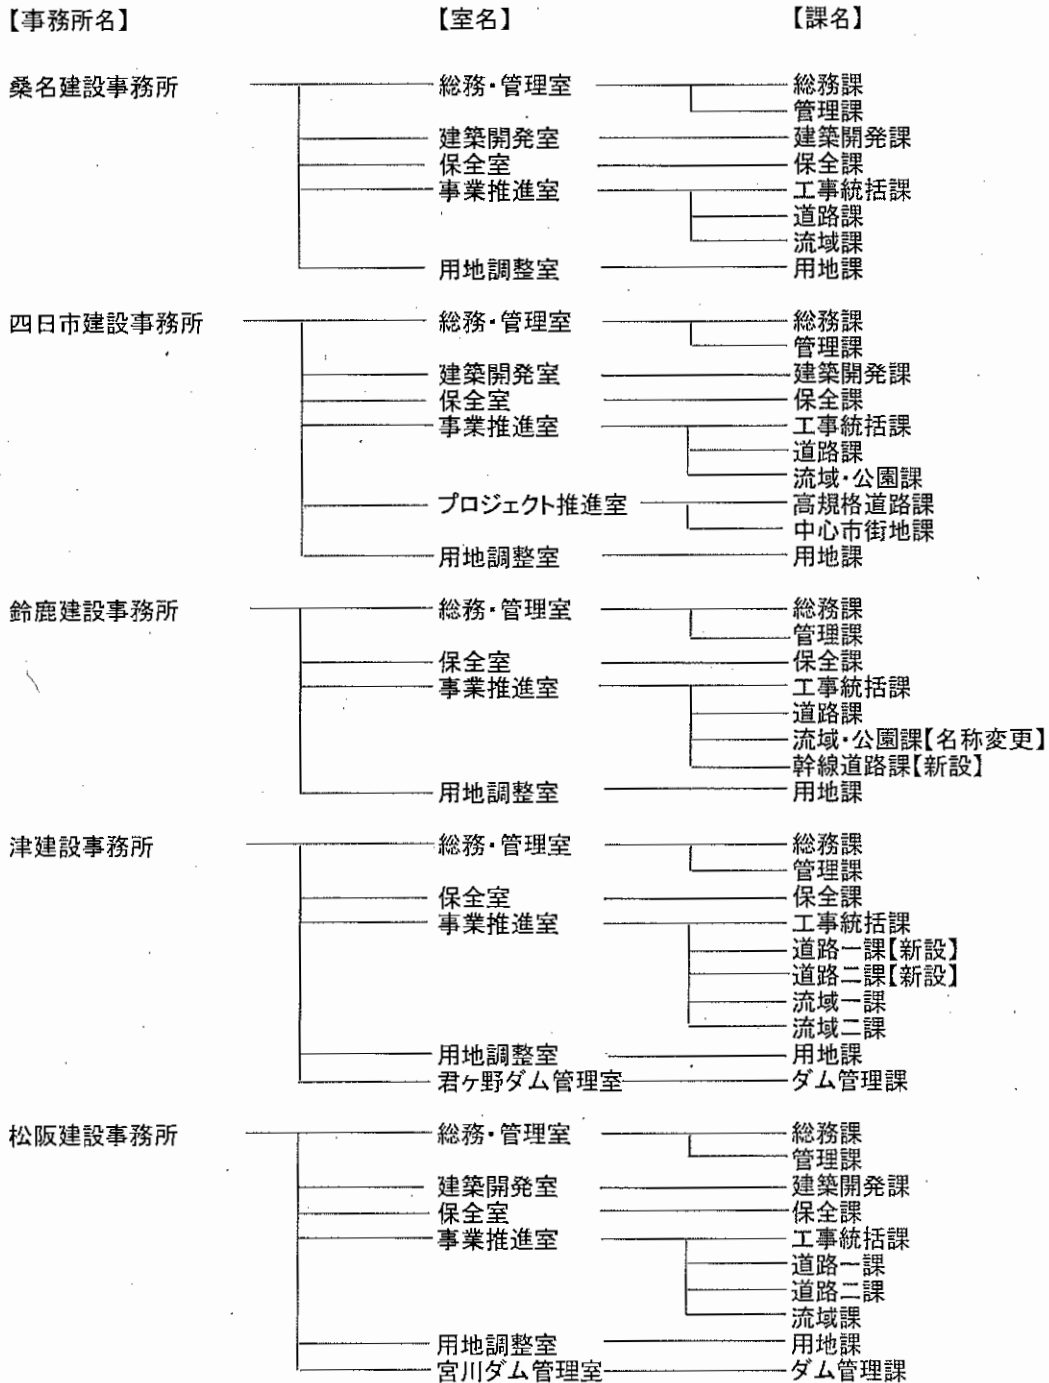 【事務所名】 【室名】 【課名】
桑名建設事務所 総務・管理室 総務課
管理課
建築開発室 建築開発課
保全室 保全課
事業推進室 工事統括課
道路課
流域課
用地調整室 用地課
四日市建設事務所 総務・管理室 総務課
管理課
建築開発室 建築開発課
保全室 保全課
事業推進室 工事統括課
道路課
流域・公園課
プロジェクト推進室 高規格道路課
中心市街地課
用地調整室 用地課
鈴鹿建設事務所 総務・管理室 総務課
管理課
保全室 保全課
事業推進室 工事統括課
道路課
流域・公園課【名称変更】
幹線道路課【新設】
用地調整室 用地課
津建設事務所 総務・管理室 総務課
管理課
保全室 保全課
事業推進室 工事統括課
道路一課【新設】
道路二課【新設】
流域一課
流域二課
用地調整室 用地課
君ヶ野ダム管理室 ダム管理課
松阪建設事務所 総務・管理室 総務課
管理課
建築開発室 建築開発課
保全室 保全課
事業推進室 工事統括課
道路一課
道路二課
流域課
用地調整室 用地課
宮川ダム管理室 ダム管理課